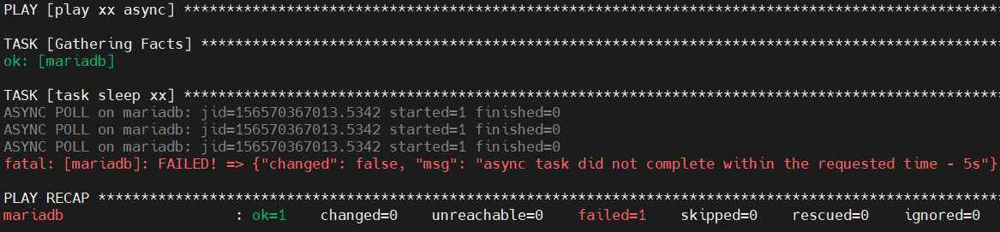 PLAY [play xx async] ************************************************************************************************
TASK [Gathering Facts] **********************************************************************************************
ok: [mariadb]
TASK [task sleep xx] ************************************************************************************************
ASYNC POLL on mariadb: jid=156570367013.5342 started=1 finished=0
ASYNC POLL on mariadb: jid=156570367013.5342 started=1 finished=0
ASYNC POLL on mariadb: jid=156570367013.5342 started=1 finished=0
fatal: [mariadb]: FAILED! => {"changed": false, "msg": "async task did not complete within the requested time - 5s"}
PLAY RECAP **********************************************************************************************************
mariadb                    : ok=1    changed=0    unreachable=0    failed=1    skipped=0    rescued=0    ignored=0